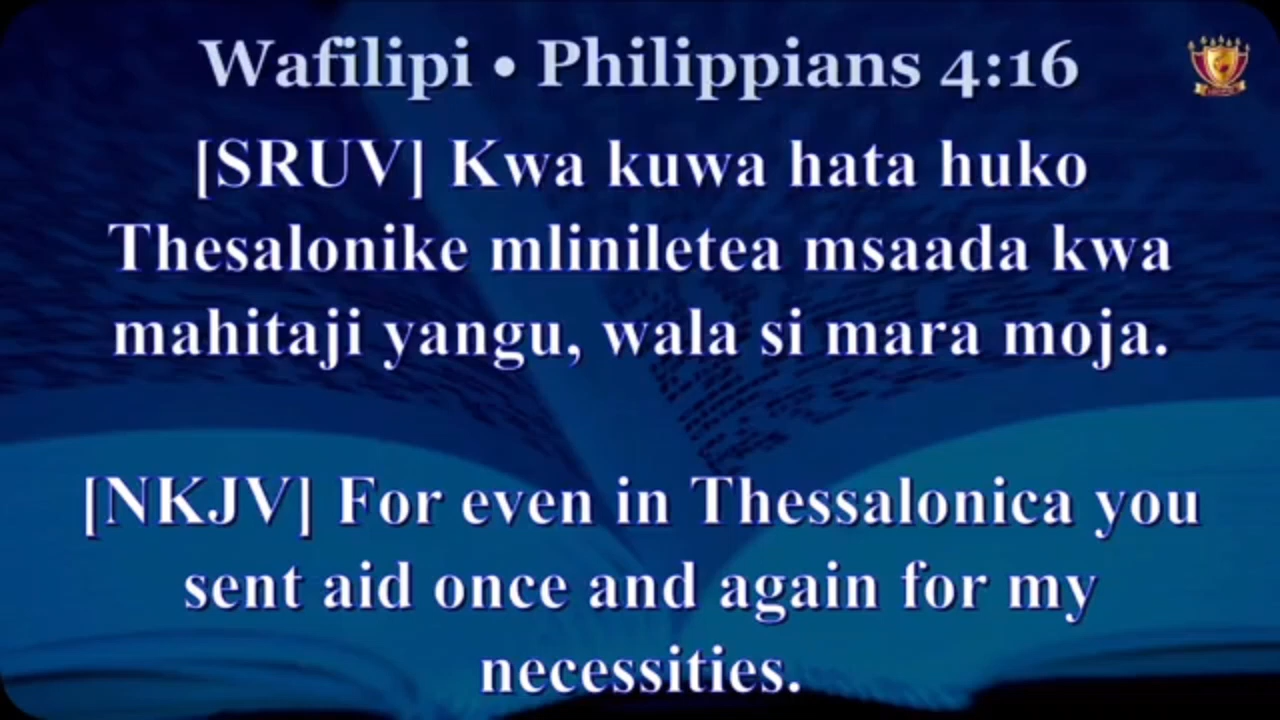 Wafilipi • Philippians 4:16
[SRUV] Kwa kuwa hata huko
Thesalonike mliniletea msaada kwa
mahitaji yangu, wala si mara moja.
[NKJV] For even in Thessalonica you
sent aid once and again for my
necessities.